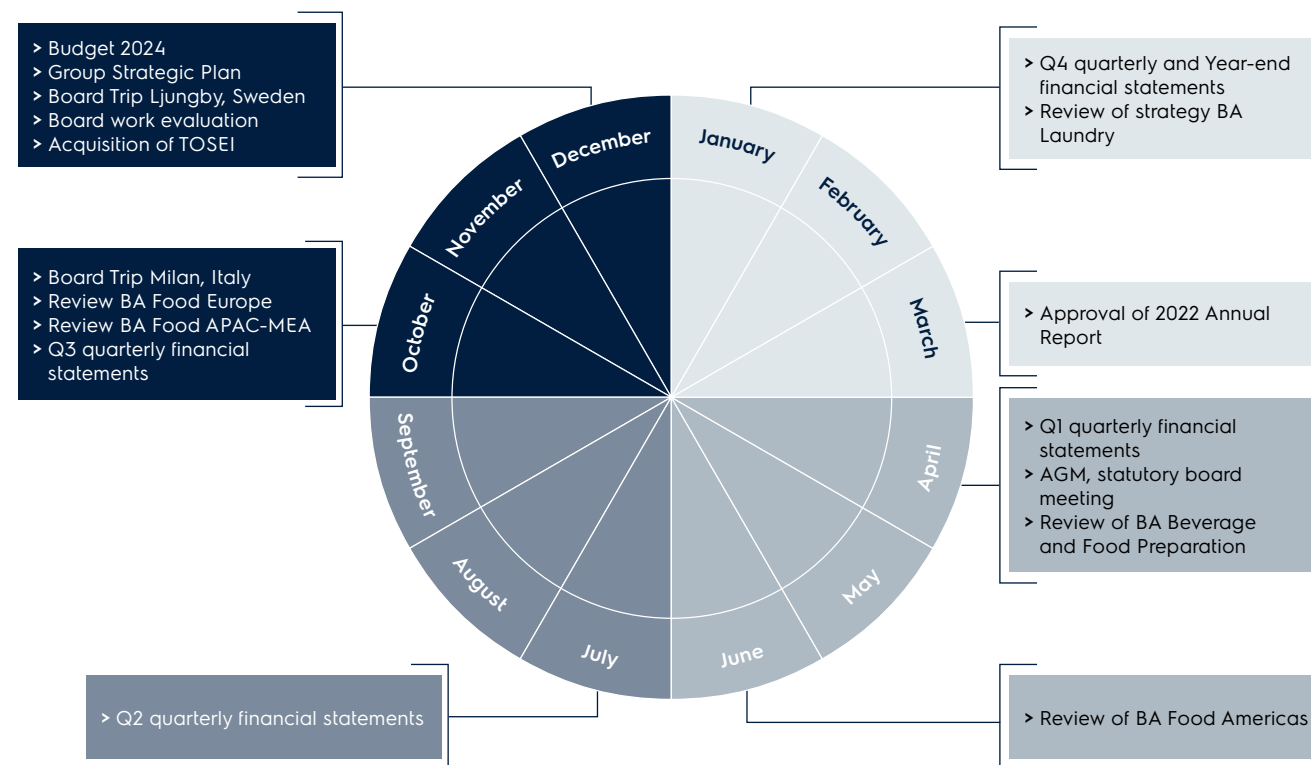 > Budget 2024
> Group Strategic Plan
> Board Trip Ljungby, Sweden
> Board work evaluation
> Acquisition of TOSEI
> Q4 quarterly and Year-end
financial statements
> Review of strategy BA
Laundry
December
January
November
February
October
March
> Board Trip Milan, Italy
> Review BA Food Europe
> Review BA Food APAC-MEA
> Q3 quarterly financial
statements
> Approval of 2022 Annual
Report
September
April
> Q1 quarterly financial
statements
> AGM, statutory board
meeting
> Review of BA Beverage
and Food Preparation
August
May
July
June
> Q2 quarterly financial statements
> Review of BA Food Americas